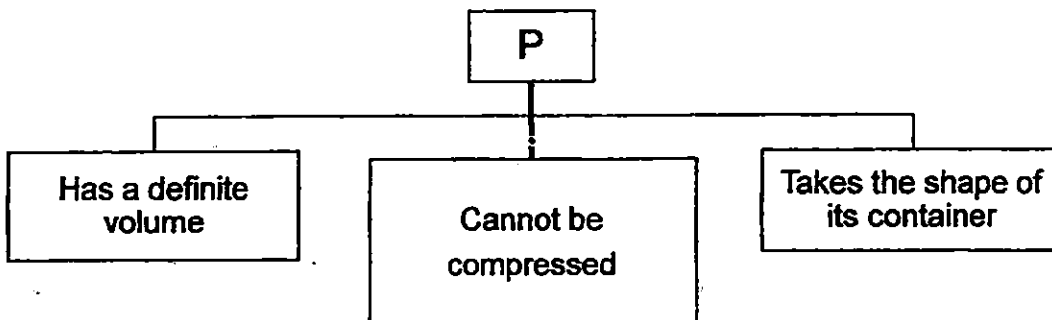 P
Has a definite
volume
Cannot be
compressed
Takes the shape of
its container